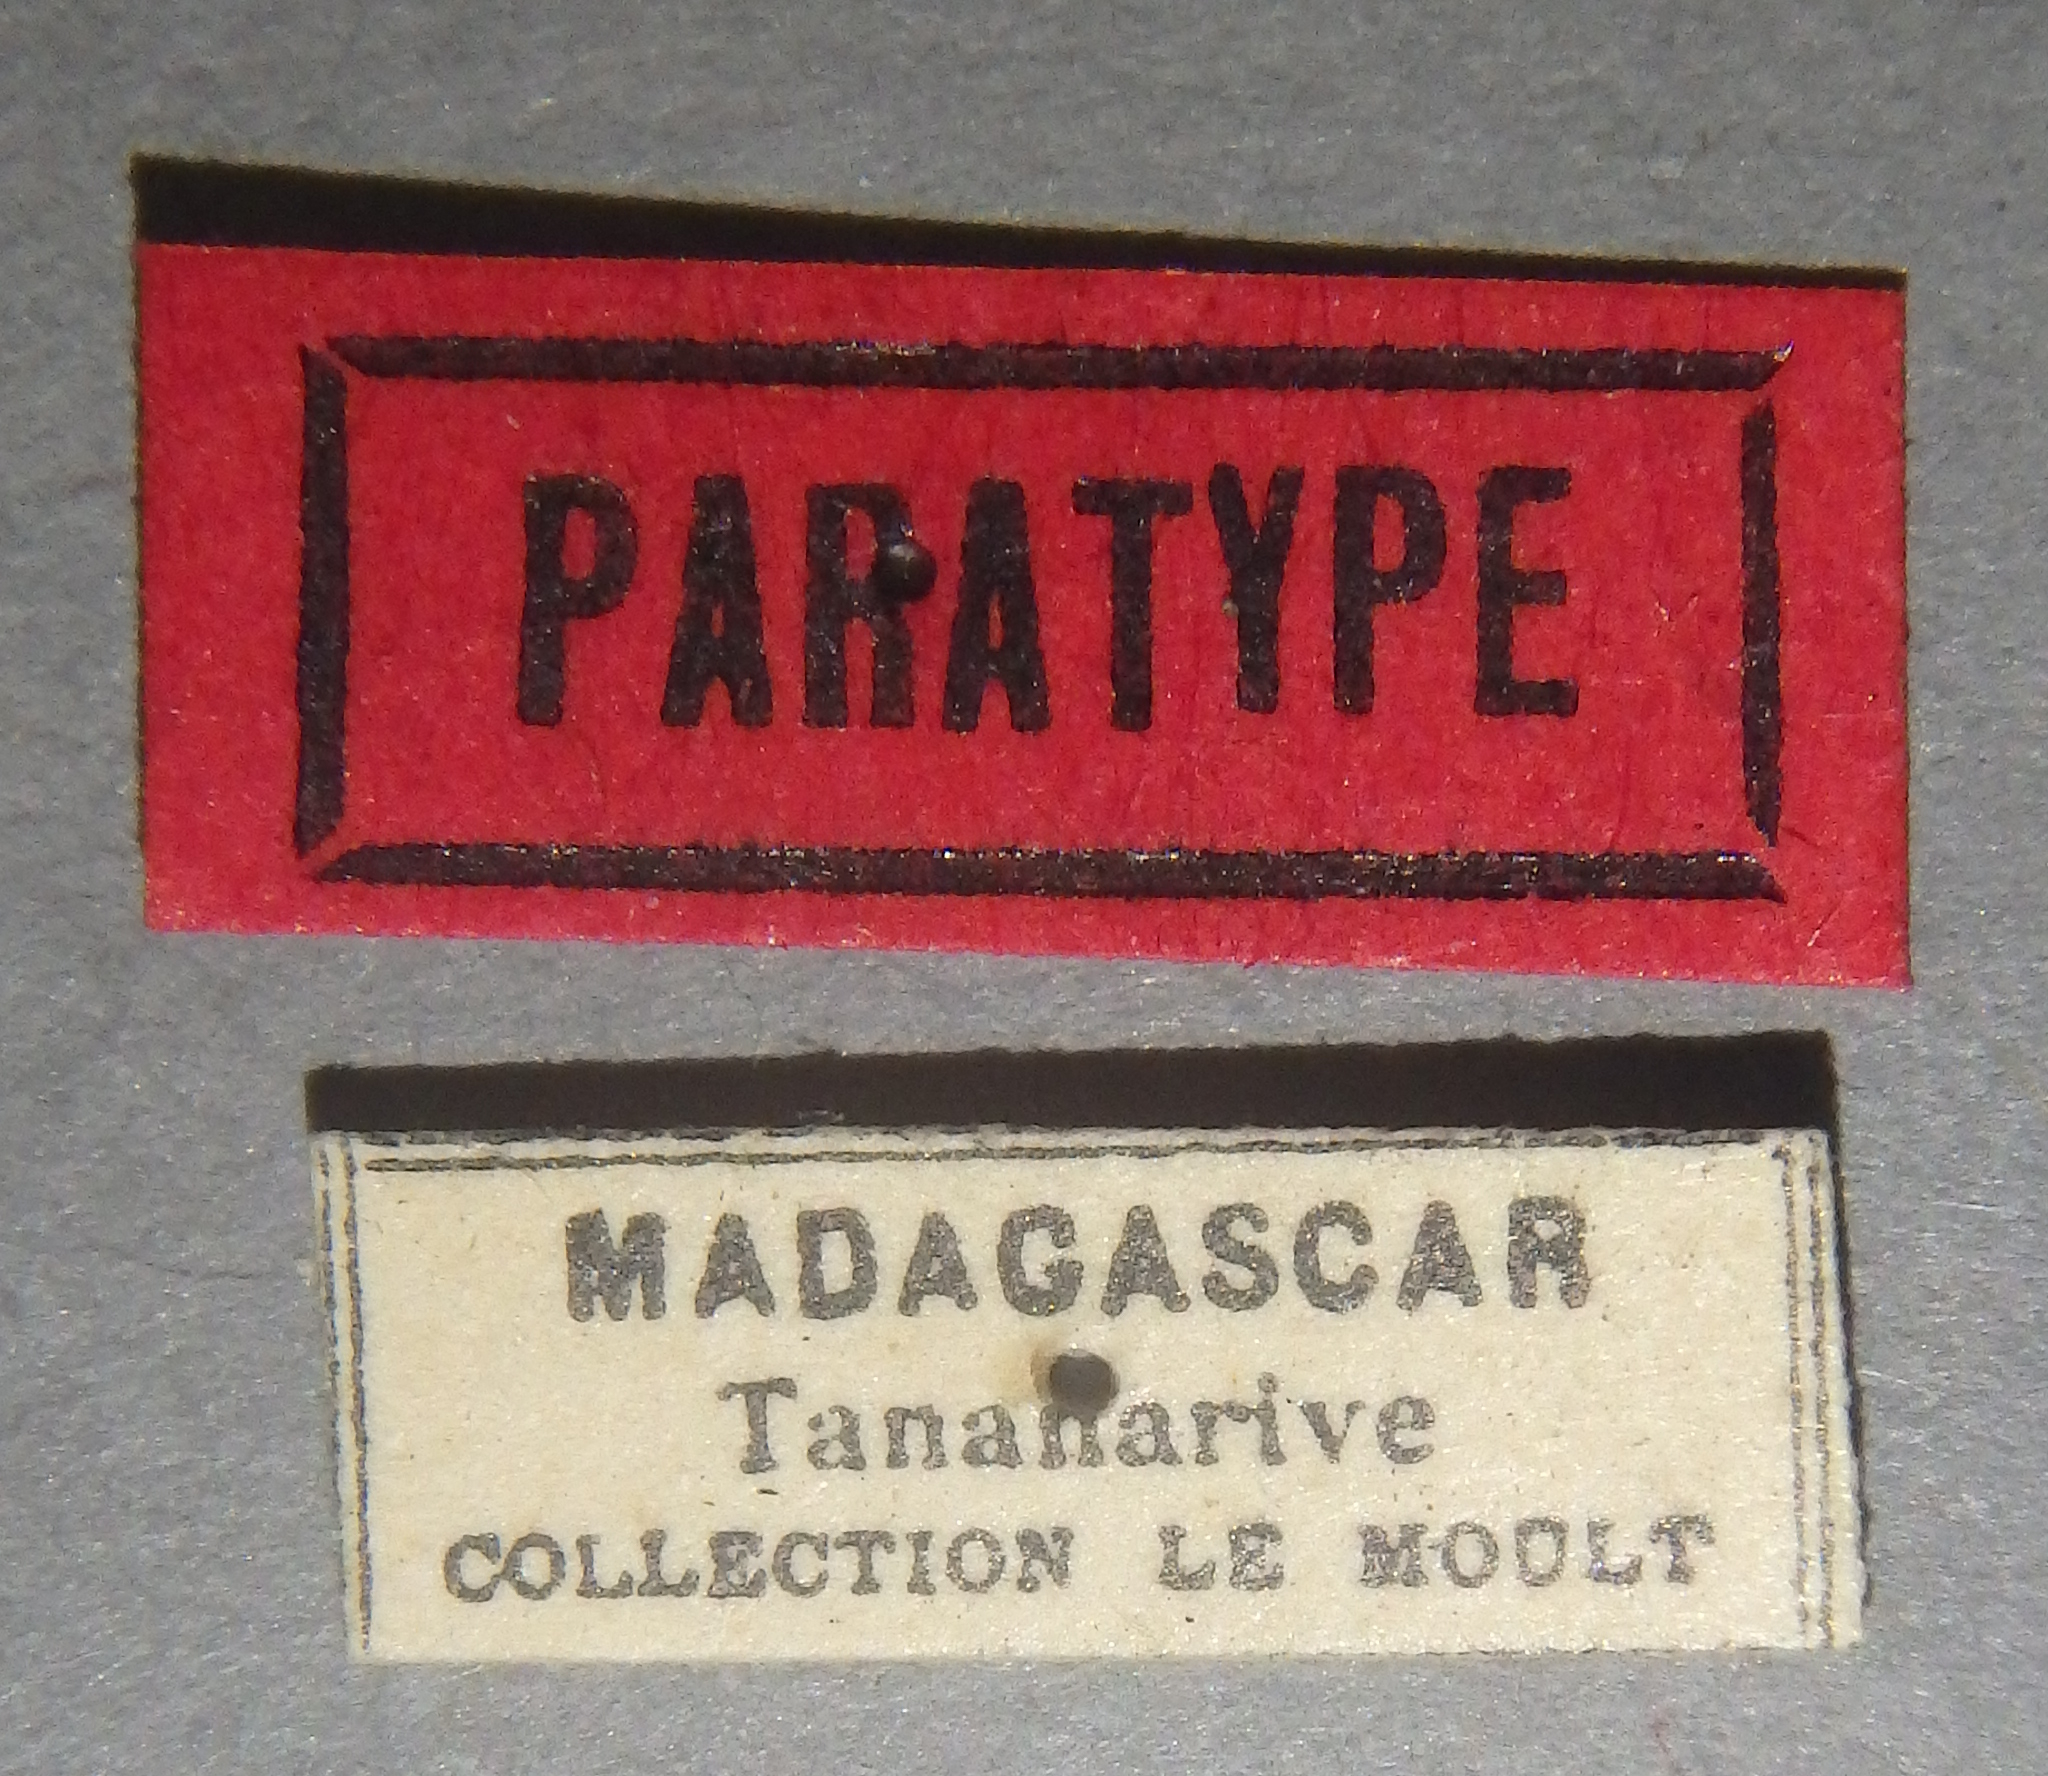 PARATYPE
MADAGASCAR
Tananarive
COLLECTION LE MOULT